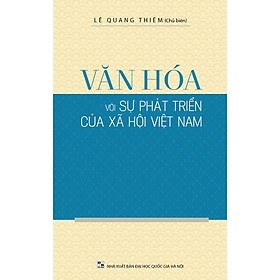 LÊ QUANG THIÊM (Chủ biên)
VĂN HÓA
VỚI SỰ PHÁT TRIỂN
CỦA XÃ HỘI VIỆT NAM
NHÀ XUẤT BẢN ĐẠI HỌC QUỐC GIA HÀ NỘI